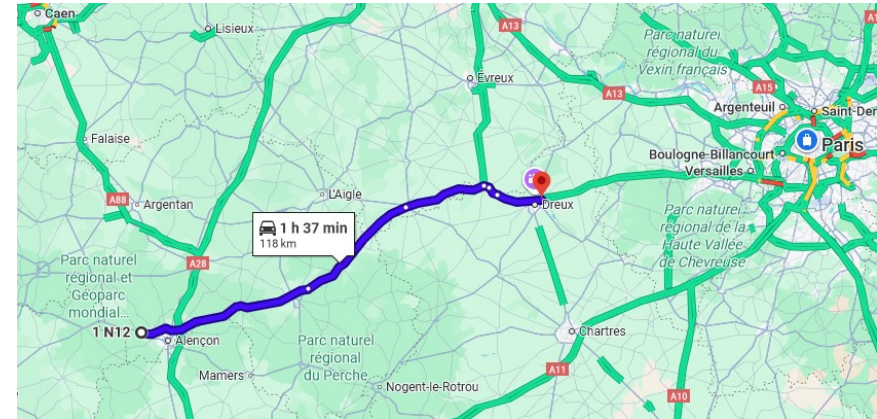 Caen
Lisieux
A13
Parc naturel
régional du
Vexin français
Évreux
A13
A15
Argenteuil
Saint-Den
Falaise
Boulogne-Billancourt
Paris
Versailles
A88
Argentan
L'Aigle
Dreux
1 h 37 min
118 km
Parc naturel
régional de la
Haute Vallée
de Chevreuse
Parc naturel
régional et
Géoparc
mondial...
A28
1 N12
Alençon
Parc naturel
régional
du Perche
Chartres
Mamers
Nogent-le-Rotrou
A11
A10